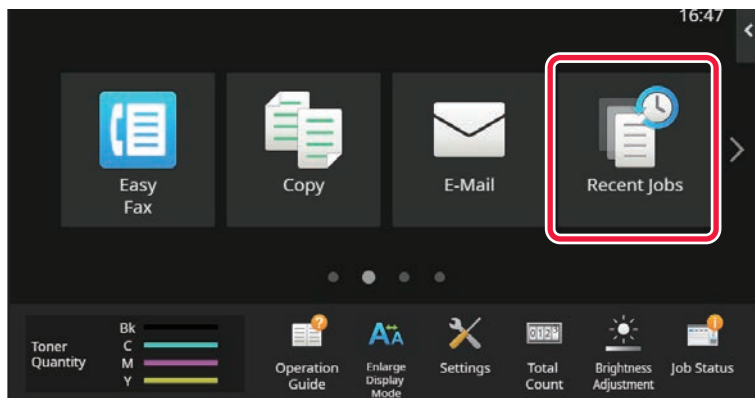 16:47
Easy
Fax
Copy
E-Mail
Recent Jobs
Toner
Quantity
Bk
C
M
Y
Operation
Guide
Enlarge
Display
Mode
Settings
Total
Count
Brightness
Adjustment
Job Status